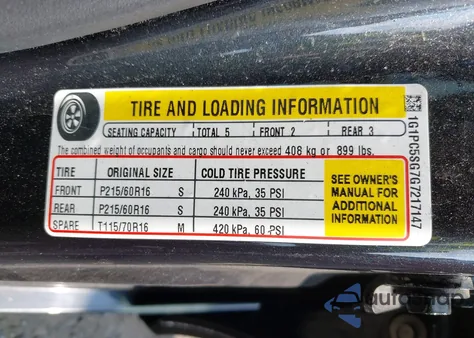 TIRE AND LOADING INFORMATION
SEATING CAPACITY | TOTAL 5 | FRONT 2 | REAR 3
The combined weight of occupants and cargo should never exceed 408 kg or 899 lbs.
TIRE ORIGINAL SIZE COLD TIRE PRESSURE
FRONT P215/60R16 S 240 kPa, 35 PSI
REAR P215/60R16 S 240 kPa, 35 PSI
SPARE T115/70R16 M 420 kPa, 60 PSI
SEE OWNER'S
MANUAL FOR
ADDITIONAL
INFORMATION